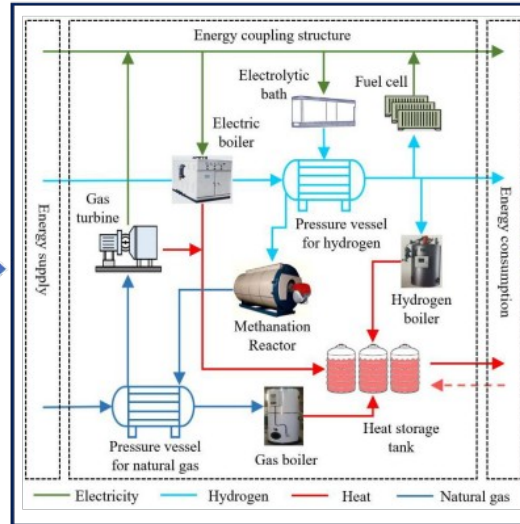 Energy coupling structure
Electrolytic
bath
Fuel cell
Electric
boiler
Gas
turbine
Energy supply
Pressure vessel
for hydrogen
Energy consumption
Hydrogen
boiler
Methanation
Reactor
Pressure vessel
for natural gas
Gas boiler
Heat storage
tank
Electricity
Hydrogen
Heat
Natural gas